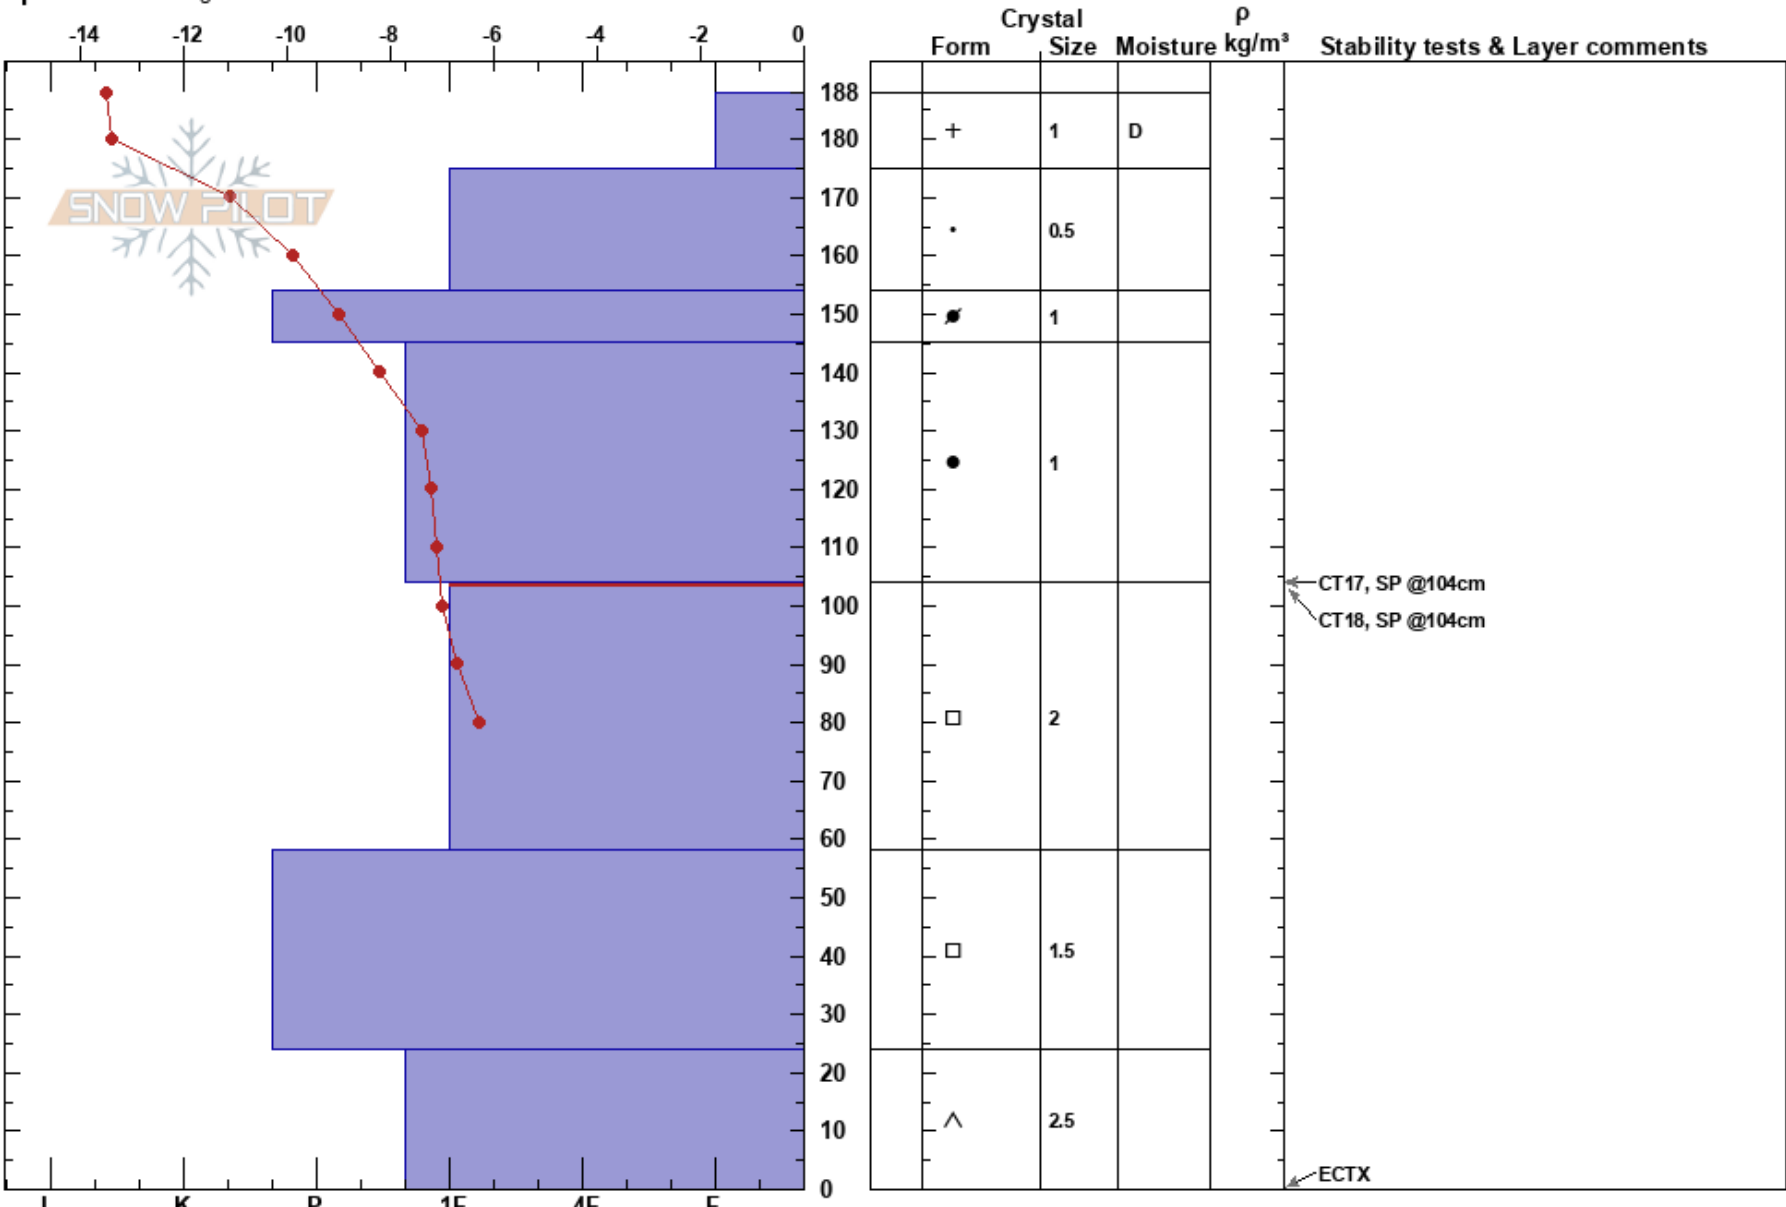 Crystal ρ
-14 -12 -10 -8 -6 -4 -2 0 Form Size Moisture kg/m³ Stability tests & Layer comments
188
180 + 1 D
170
SNOW PILOT
0.5
160
150 1
140
130
1
120
110
CT17, SP @104cm
100
CT18, SP @104cm
90
80 2
70
60
50
40 1.5
30
20
10 2.5
ECTX
0
I K P 1F 4F F